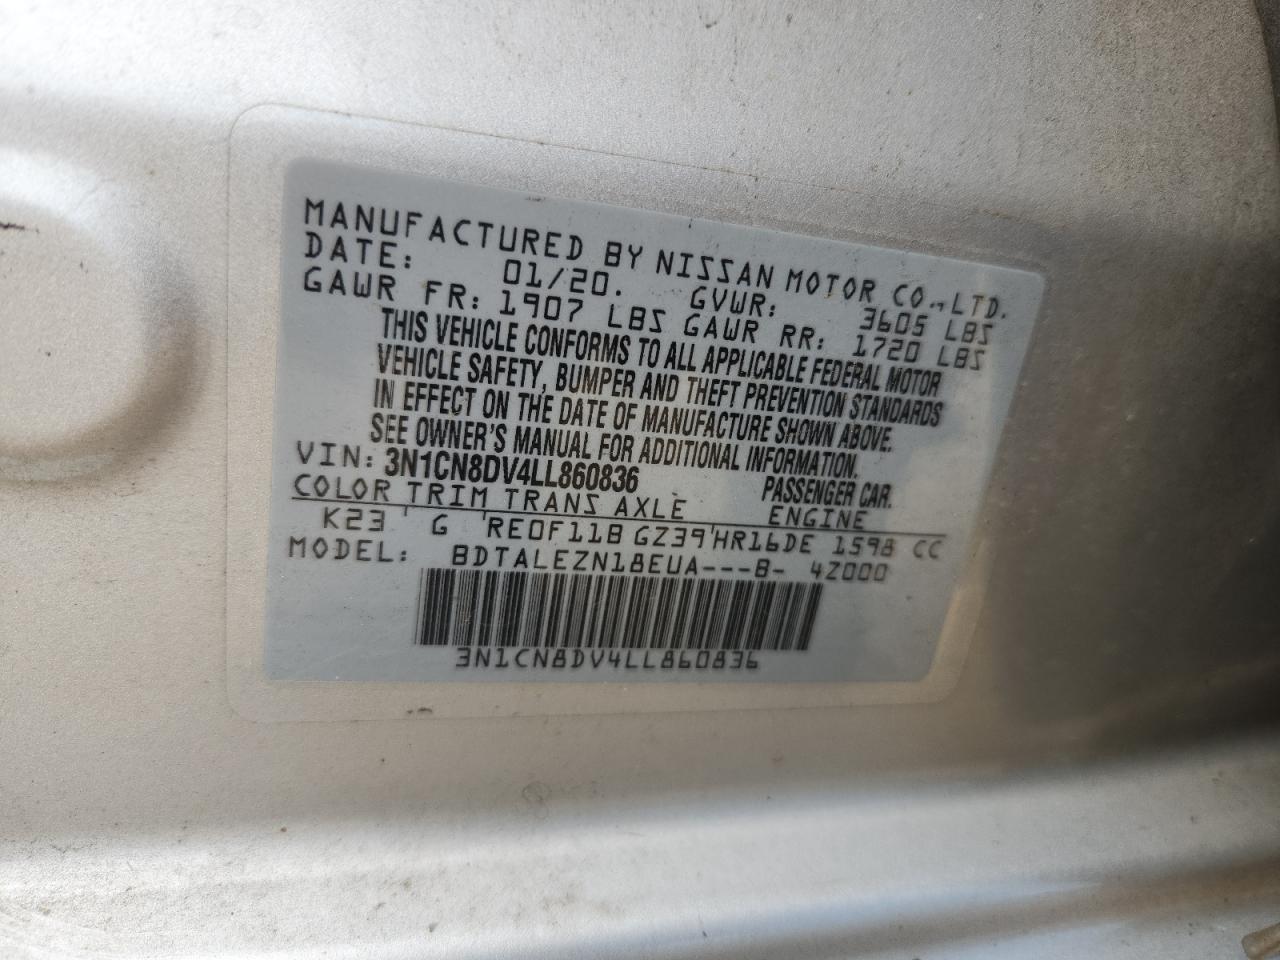 MANUFACTURED BY NISSAN MOTOR CO.,LTD.
DATE: 01/20. GVWR: 3605 LBS
GAWR FR: 1907 LBS GAWR RR: 1720 LBS
THIS VEHICLE CONFORMS TO ALL APPLICABLE FEDERAL MOTOR
VEHICLE SAFETY, BUMPER AND THEFT PREVENTION STANDARDS
IN EFFECT ON THE DATE OF MANUFACTURE SHOWN ABOVE.
SEE OWNER'S MANUAL FOR ADDITIONAL INFORMATION.
VIN: 3N1CN8DV4LL860836 PASSENGER CAR.
COLOR TRIM TRANS AXLE ENGINE
K23 ' G 'RE0F11B GZ39'HR16DE 1598 CC
MODEL: BDTALEZN18EUA---B- 4Z000
3N1CN8DV4LL860836